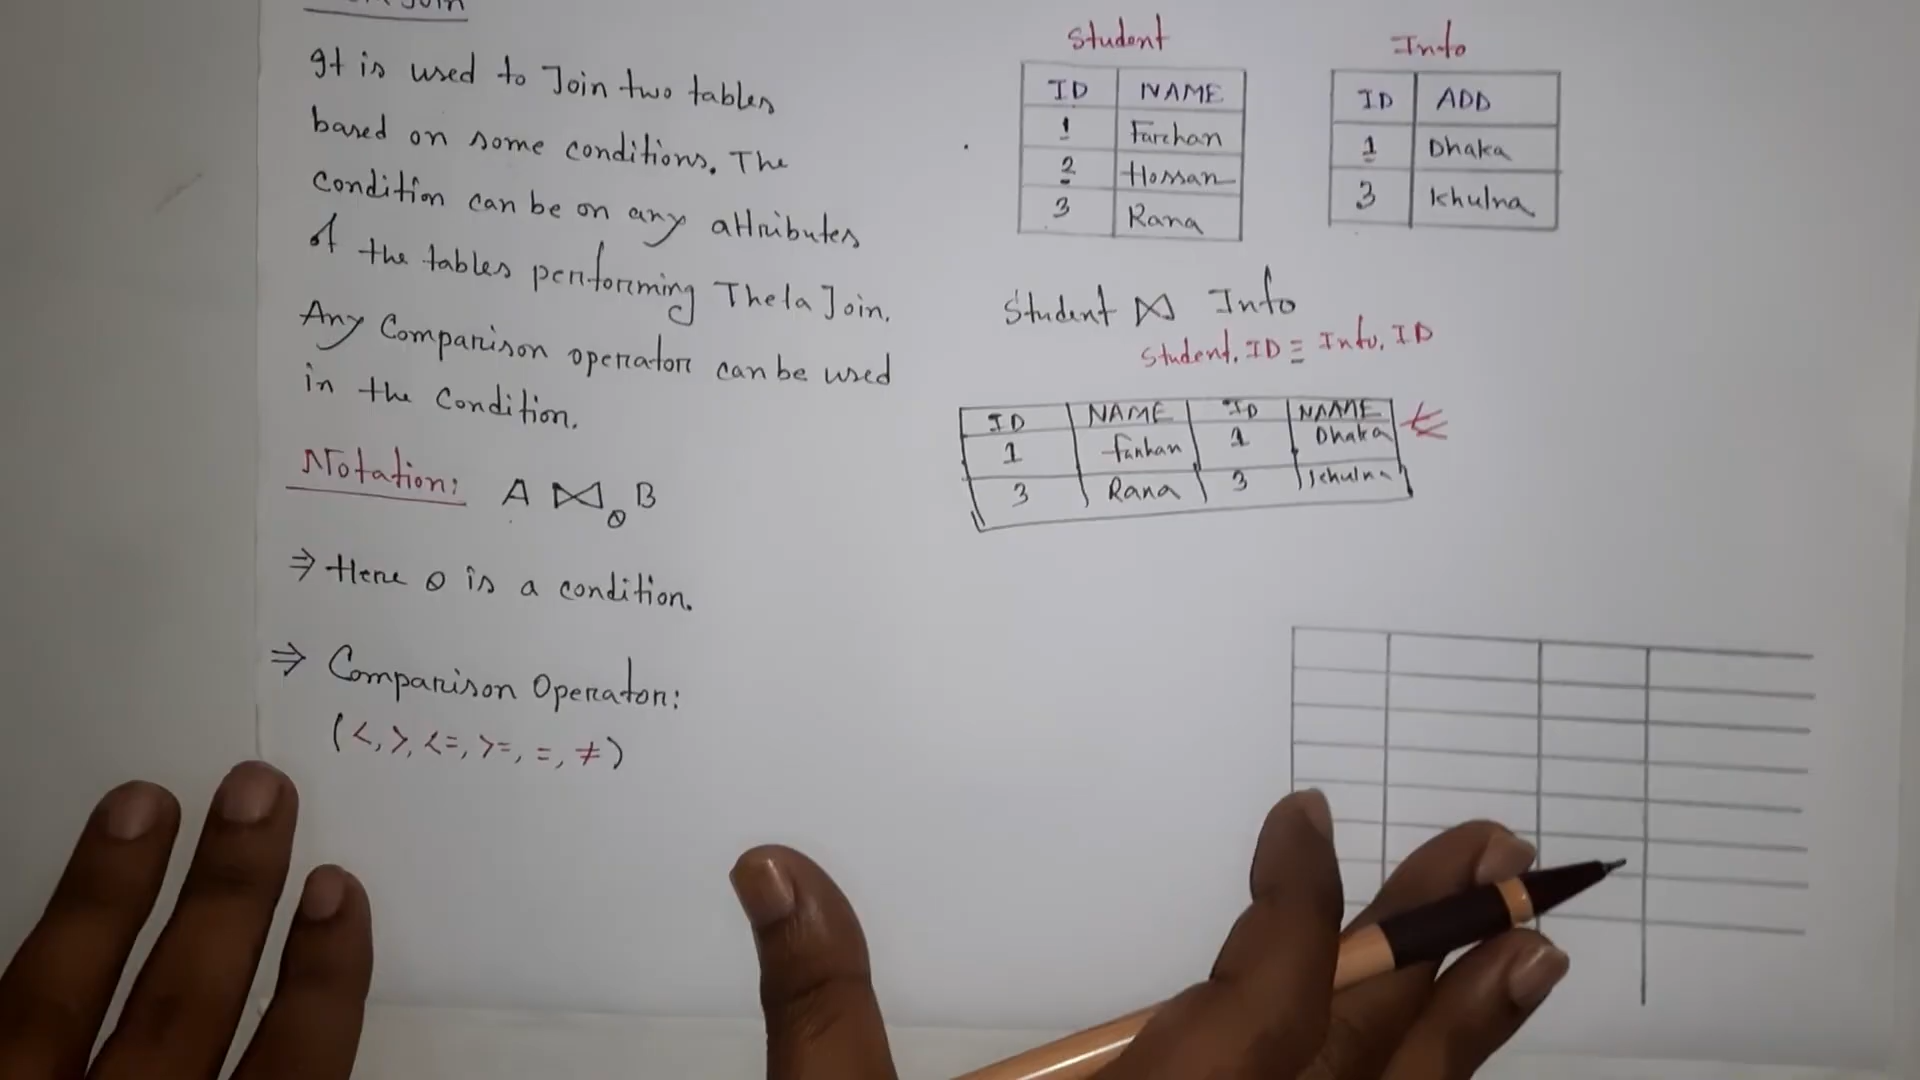 Join
It is used to Join two tables
based on some conditions. The
condition can be on any attributes
of the tables performing Theta Join.
Any Comparison operator can be used
in the Condition.
Notation: A ⋈θ B
⇒ Here θ is a condition.
⇒ Comparison Operator:
(<, >, <=, >=, =, ≠)
Student
ID NAME
1 Farhan
2 Hossan
3 Rana
Info
ID ADD
1 Dhaka
3 Khulna
Student ⋈ Info
Student. ID = Info. ID
ID NAME ID NAME
1 Farhan 1 Dhaka
3 Rana 3 Khulna